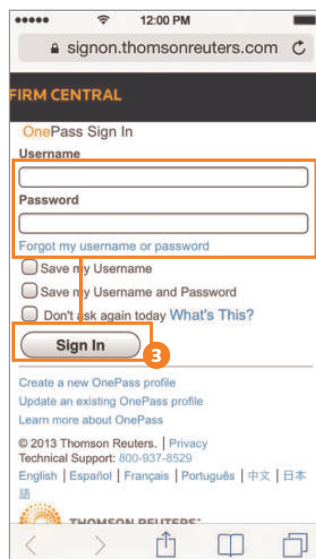 12:00 PM
signon.thomsonreuters.com
FIRM CENTRAL
OnePass Sign In
Username
Password
Forgot my username or password
Save my Username
Save my Username and Password
Don't ask again today What's This?
Sign In
3
Create a new OnePass profile
Update an existing OnePass profile
Learn more about OnePass
© 2013 Thomson Reuters. | Privacy
Technical Support: 800-937-8529
English | Español | Français | Português | 中文 | 日本
語
THOMSON REUTERS